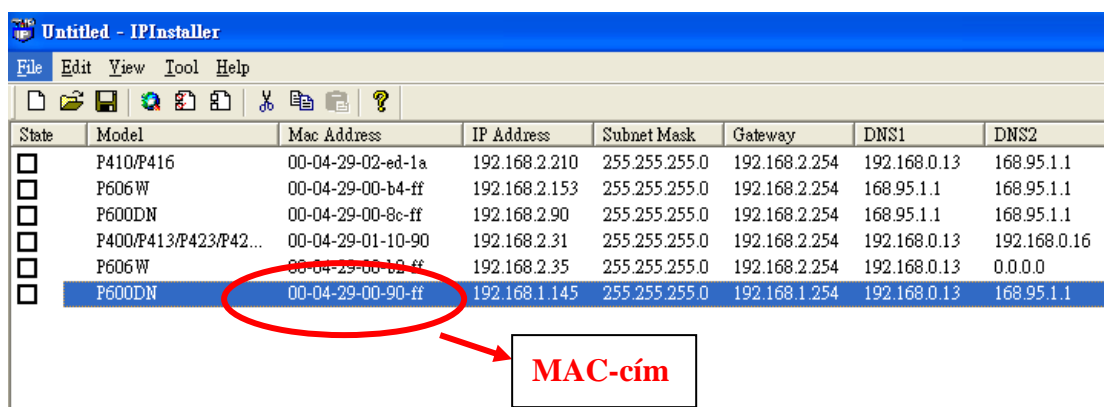 Untitled - IPInstaller
File Edit View Tool Help
State Model Mac Address IP Address Subnet Mask Gateway DNS1 DNS2
P410/P416 00-04-29-02-ed-1a 192.168.2.210 255.255.255.0 192.168.2.254 192.168.0.13 168.95.1.1
P606W 00-04-29-00-b4-ff 192.168.2.153 255.255.255.0 192.168.2.254 168.95.1.1 168.95.1.1
P600DN 00-04-29-00-8c-ff 192.168.2.90 255.255.255.0 192.168.2.254 168.95.1.1 168.95.1.1
P400/P413/P423/P42... 00-04-29-01-10-90 192.168.2.31 255.255.255.0 192.168.2.254 192.168.0.13 192.168.0.16
P606W 192.168.2.35 255.255.255.0 192.168.2.254 192.168.0.13 0.0.0.0
P600DN 00-04-29-00-90-ff 192.168.1.145 255.255.255.0 192.168.1.254 192.168.0.13 168.95.1.1
MAC-cím